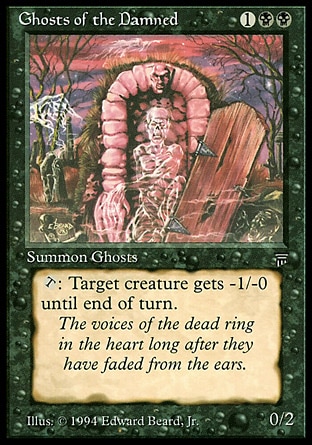 Ghosts of the Damned 1
Summon Ghosts
: Target creature gets -1/-0
until end of turn.
The voices of the dead ring
in the heart long after they
have faded from the ears.
Illus: © 1994 Edward Beard, Jr. 0/2